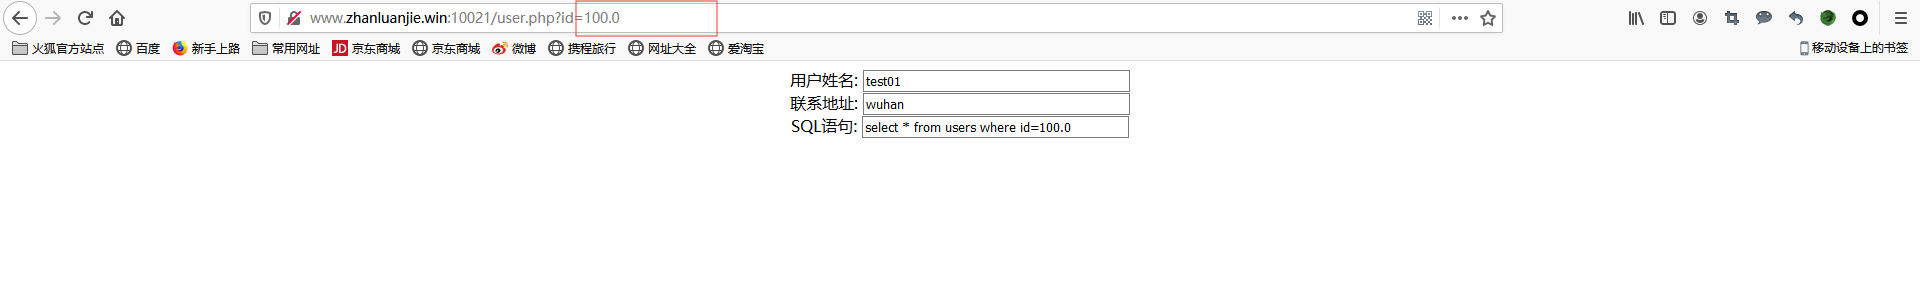 www.zhanluanjie.win:10021/user.php?id=100.0
火狐官方站点 百度 新手上路 常用网址 JD 京东商城 京东商城 微博 携程旅行 网址大全 爱淘宝 移动设备上的书签
用户姓名: test01
联系地址: wuhan
SQL语句: select * from users where id=100.0